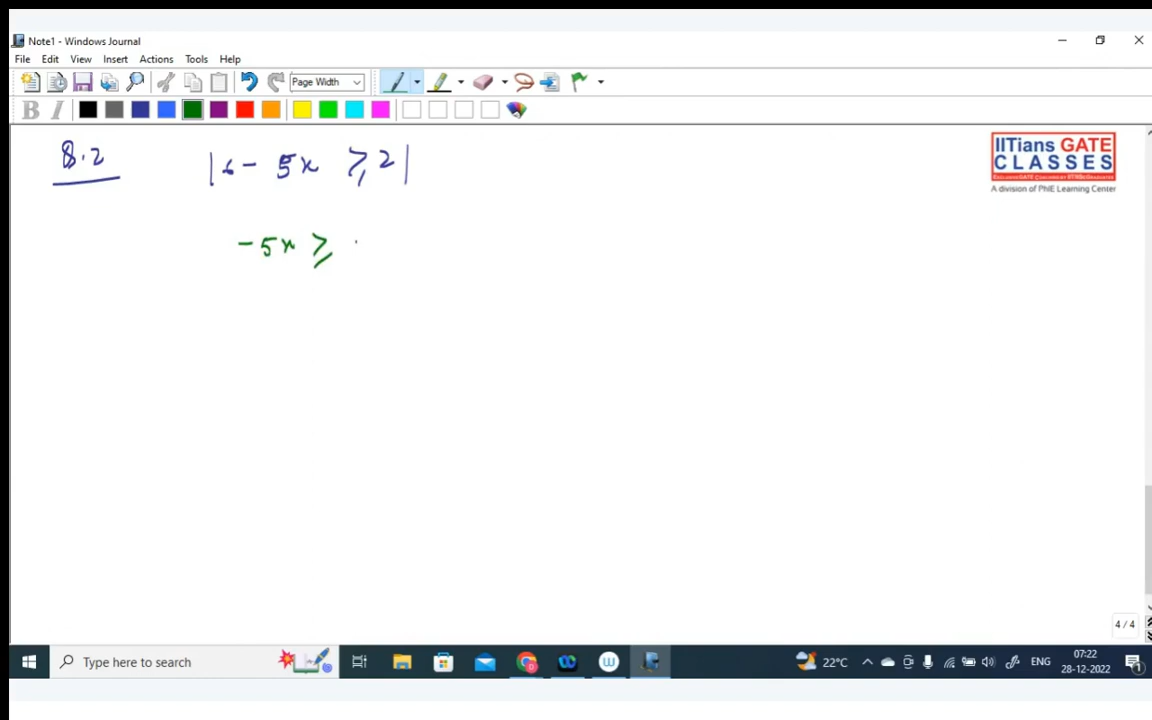 Note1 - Windows Journal
File Edit View Insert Actions Tools Help
Page Width
B I
8.2 |6 - 5x ≥ 2|
IITians GATE
CLASSES
A division of PhIE Learning Center
-5x ≥
4 / 4
Type here to search
22°C
ENG
07:22
28-12-2022
1